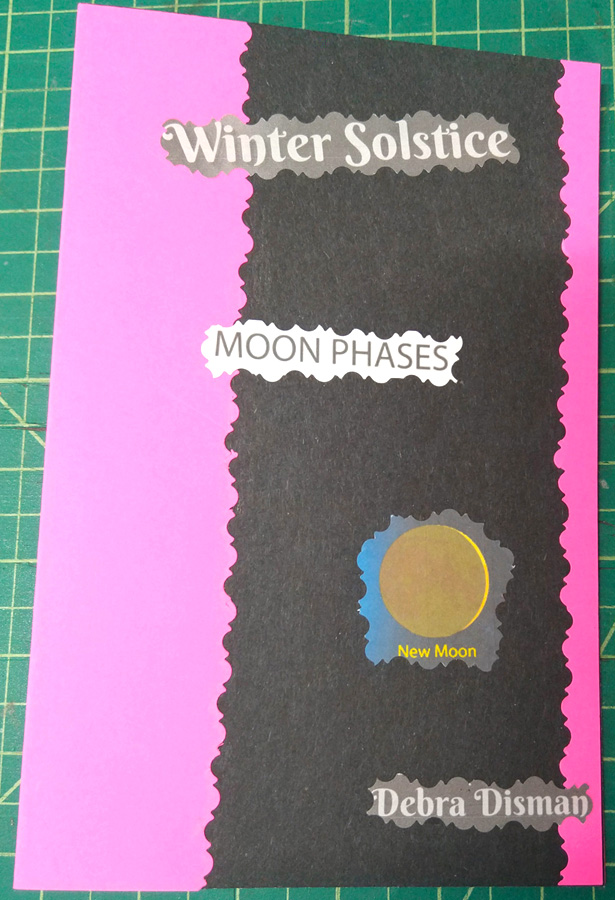 Winter Solstice
MOON PHASES
New Moon
Debra Disman